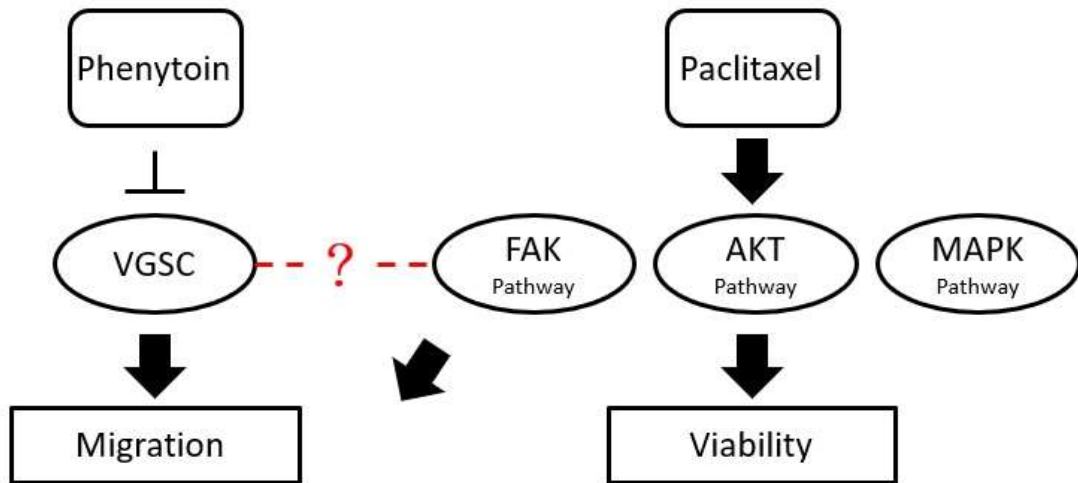 Phenytoin
Paclitaxel
VGSC
?
FAK
Pathway
AKT
Pathway
MAPK
Pathway
Migration
Viability